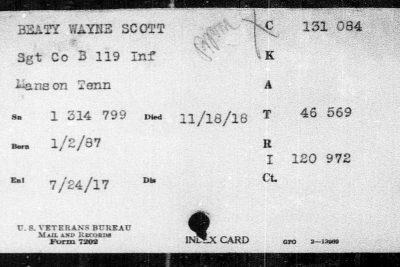 BEATY WAYNE SCOTT C 131 084
Sgt Co B 119 Inf K
Manson Tenn A
Sn 1 314 799 Died 11/18/18 T 46 569
Born 1/2/87 R
I 120 972
Enl 7/24/17 Dis Ct.
U. S. VETERANS BUREAU
MAIL AND RECORDS
Form 7202 INDEX CARD GPO